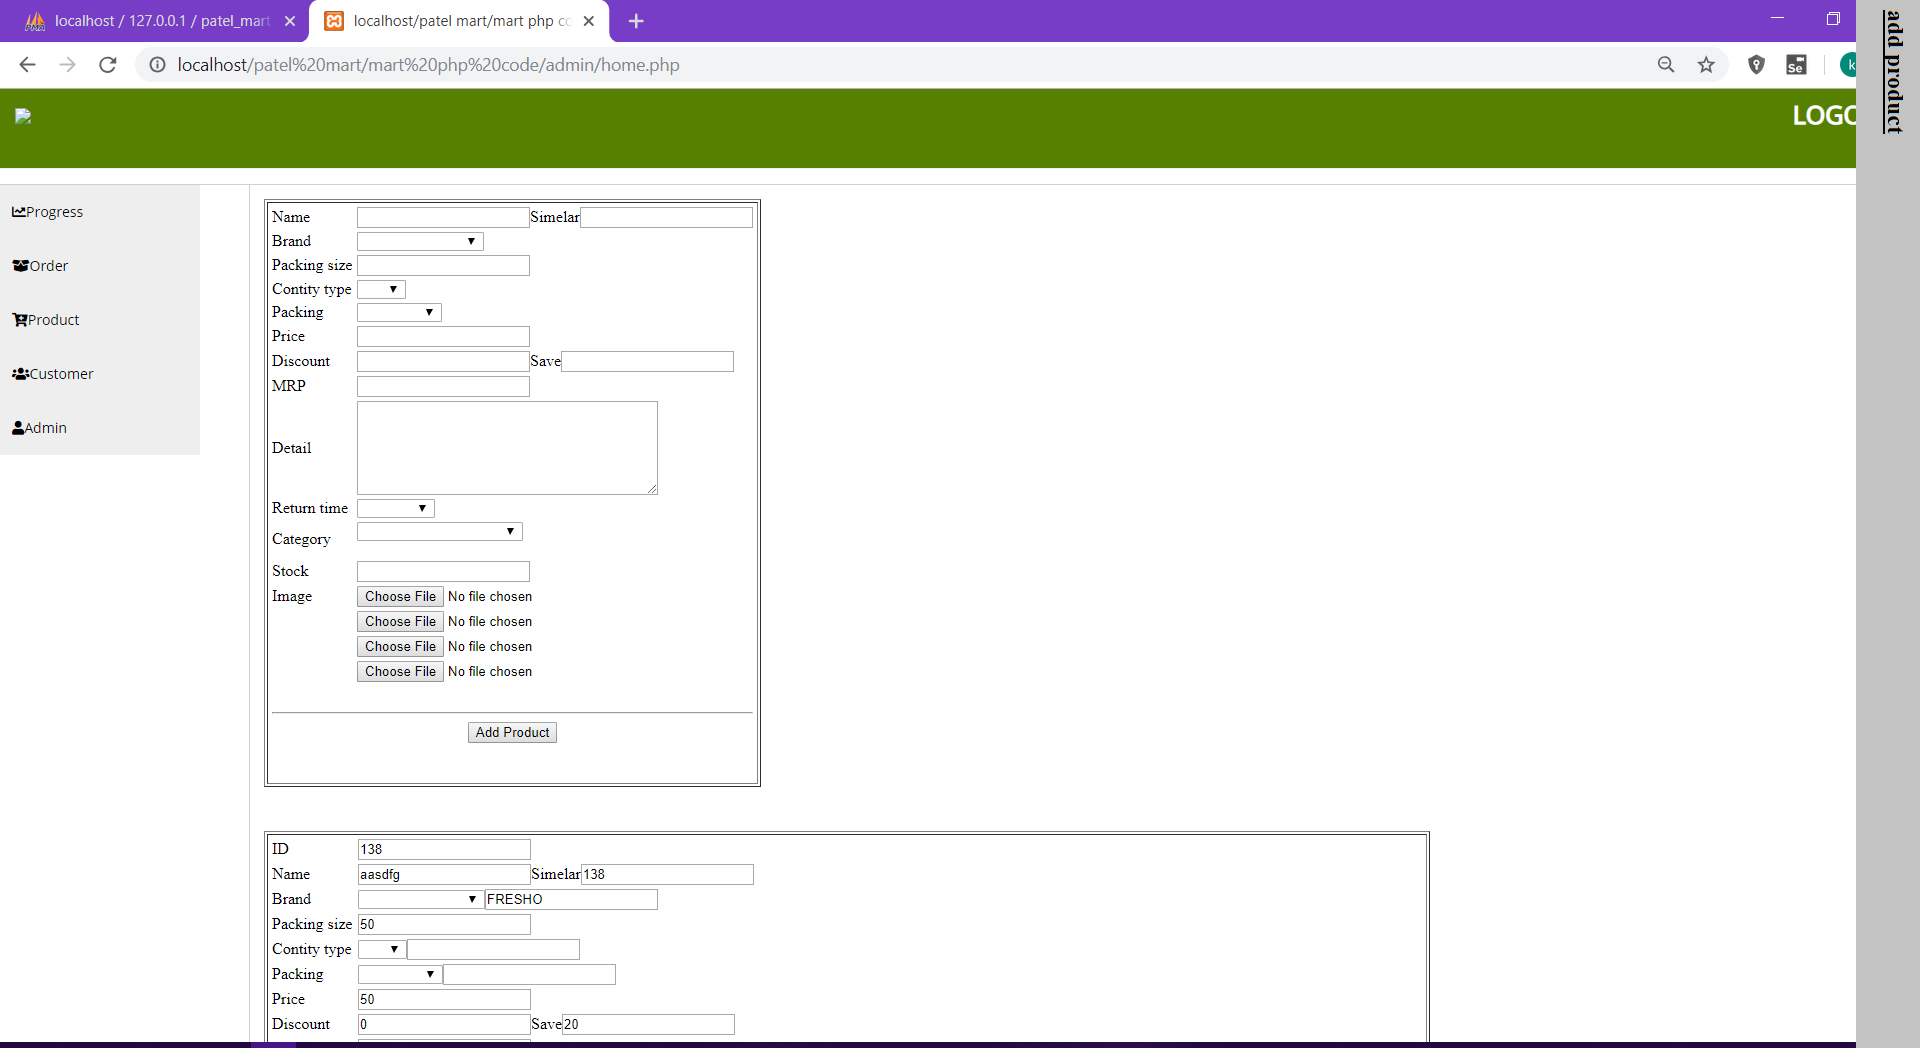 localhost / 127.0.0.1 / patel_mart
localhost/patel mart/mart php co
localhost/patel%20mart/mart%20php%20code/admin/home.php
Se
k
LOGO
add product
Progress
Order
Product
Customer
Admin
Name Simelar
Brand
Packing size
Contity type
Packing
Price
Discount Save
MRP
Detail
Return time
Category
Stock
Image Choose File No file chosen
Choose File No file chosen
Choose File No file chosen
Choose File No file chosen
Add Product
ID 138
Name aasdfg Simelar 138
Brand FRESHO
Packing size 50
Contity type
Packing
Price 50
Discount 0 Save 20